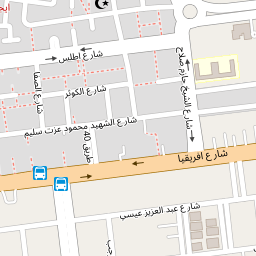 شارع اطلس
شارع الصفا
شارع الكوثر
شارع الشيخ حازم صلاح
شارع الشهيد محمود عزت سليم
طريق 40
شارع افريقيا
شارع عبد العزيز عيسي